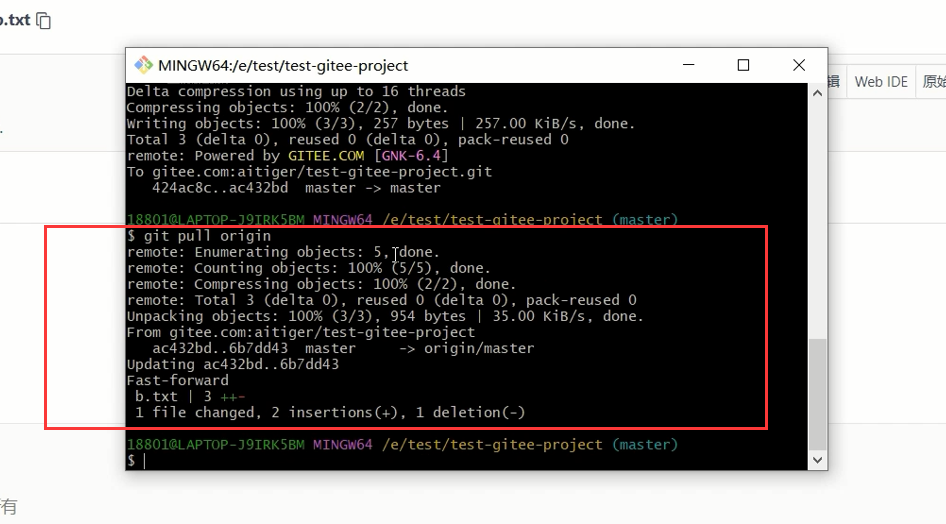 b.txt
MINGW64:/e/test/test-gitee-project
辑 Web IDE 原始
Delta compression using up to 16 threads
Compressing objects: 100% (2/2), done.
Writing objects: 100% (3/3), 257 bytes | 257.00 KiB/s, done.
Total 3 (delta 0), reused 0 (delta 0), pack-reused 0
remote: Powered by GITEE.COM [GNK-6.4]
To gitee.com:aitiger/test-gitee-project.git
424ac8c..ac432bd master -> master
18801@LAPTOP-J9IRK5BM MINGW64 /e/test/test-gitee-project (master)
$ git pull origin
remote: Enumerating objects: 5, done.
remote: Counting objects: 100% (5/5), done.
remote: Compressing objects: 100% (2/2), done.
remote: Total 3 (delta 0), reused 0 (delta 0), pack-reused 0
Unpacking objects: 100% (3/3), 954 bytes | 35.00 KiB/s, done.
From gitee.com:aitiger/test-gitee-project
ac432bd..6b7dd43 master -> origin/master
Updating ac432bd..6b7dd43
Fast-forward
b.txt | 3 ++-
1 file changed, 2 insertions(+), 1 deletion(-)
18801@LAPTOP-J9IRK5BM MINGW64 /e/test/test-gitee-project (master)
$
有